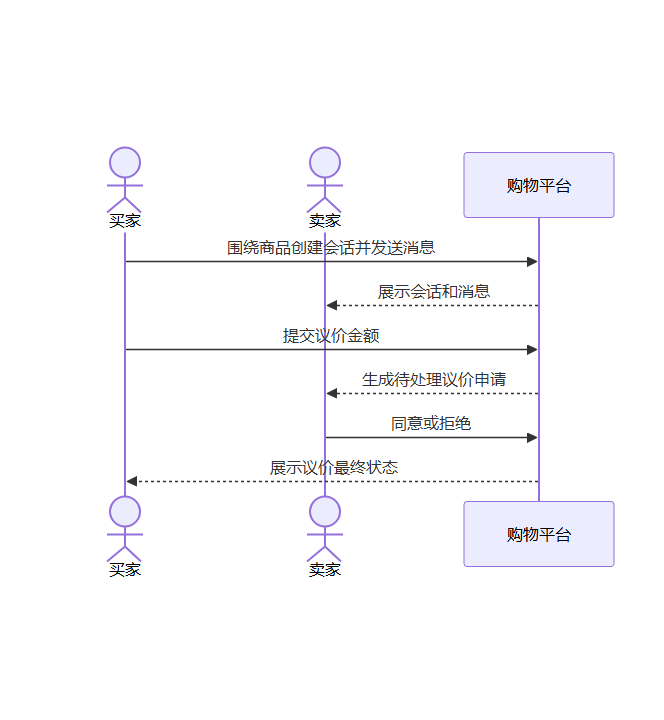 买家
卖家
购物平台
围绕商品创建会话并发送消息
展示会话和消息
提交议价金额
生成待处理议价申请
同意或拒绝
展示议价最终状态
买家
卖家
购物平台